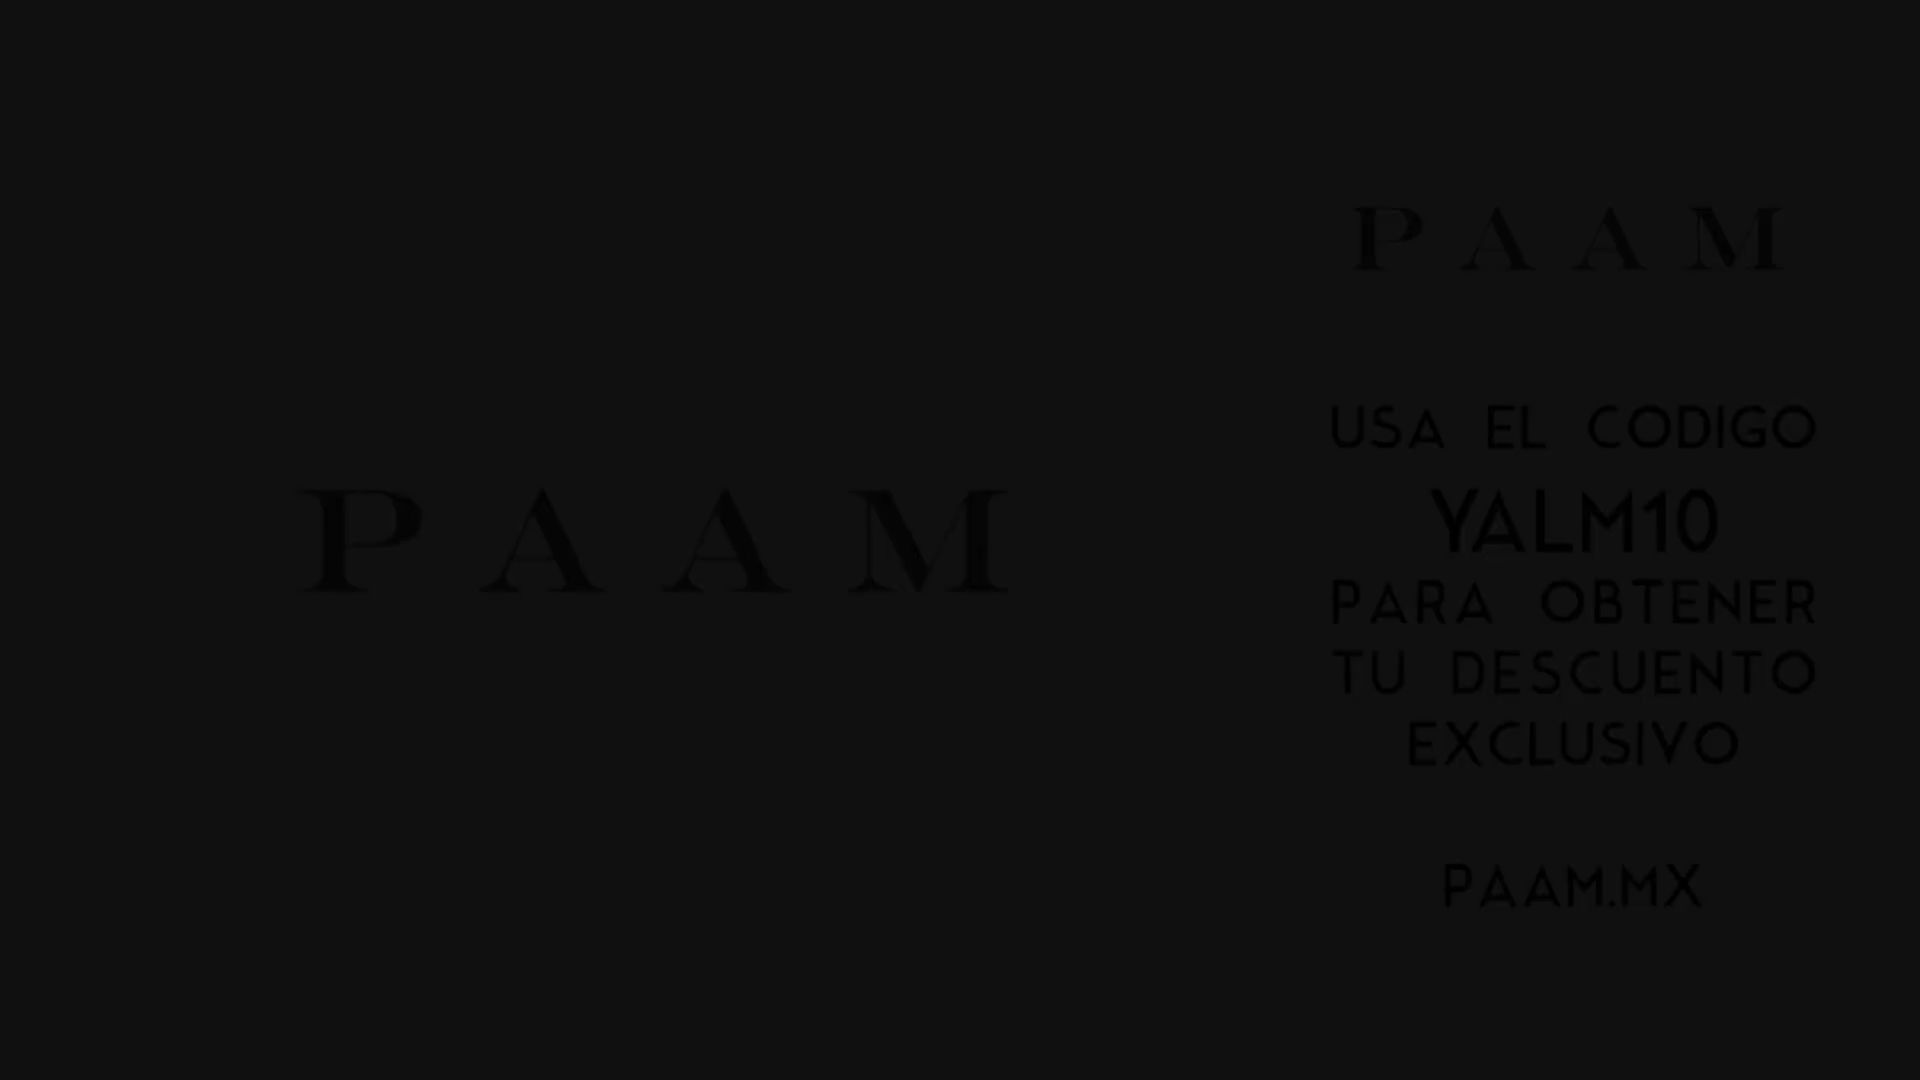 PAAM
PAAM
USA EL CODIGO
YALM10
PARA OBTENER
TU DESCUENTO
EXCLUSIVO
PAAM.MX